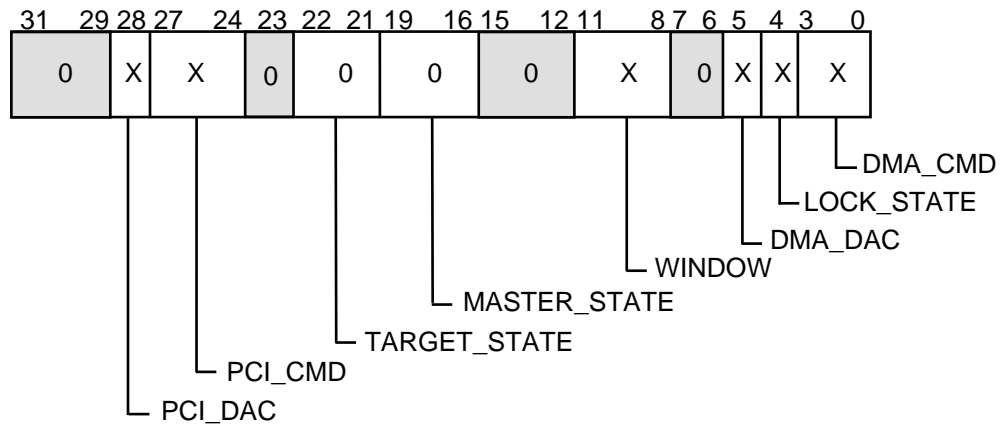 31 29 28 27 24 23 22 21 19 16 15 12 11 8 7 6 5 4 3 0
0 X X 0 0 0 0 X 0 X X X
DMA_CMD
LOCK_STATE
DMA_DAC
WINDOW
MASTER_STATE
TARGET_STATE
PCI_CMD
PCI_DAC